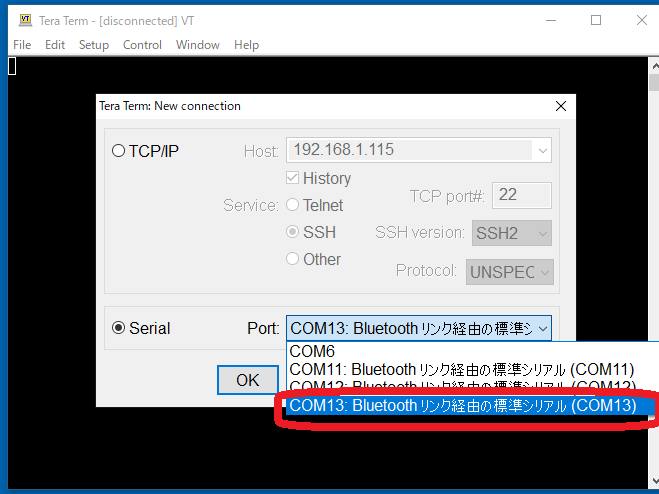 VT Tera Term - [disconnected] VT
File Edit Setup Control Window Help
Tera Term: New connection
TCP/IP Host: 192.168.1.115
History
Service: Telnet TCP port#: 22
SSH SSH version: SSH2
Other Protocol: UNSPEC
Serial Port: COM13: Bluetooth リンク経由の標準シ
COM6
COM11: Bluetooth リンク経由の標準シリアル (COM11)
COM12: Bluetooth リンク経由の標準シリアル (COM12)
OK COM13: Bluetooth リンク経由の標準シリアル (COM13)